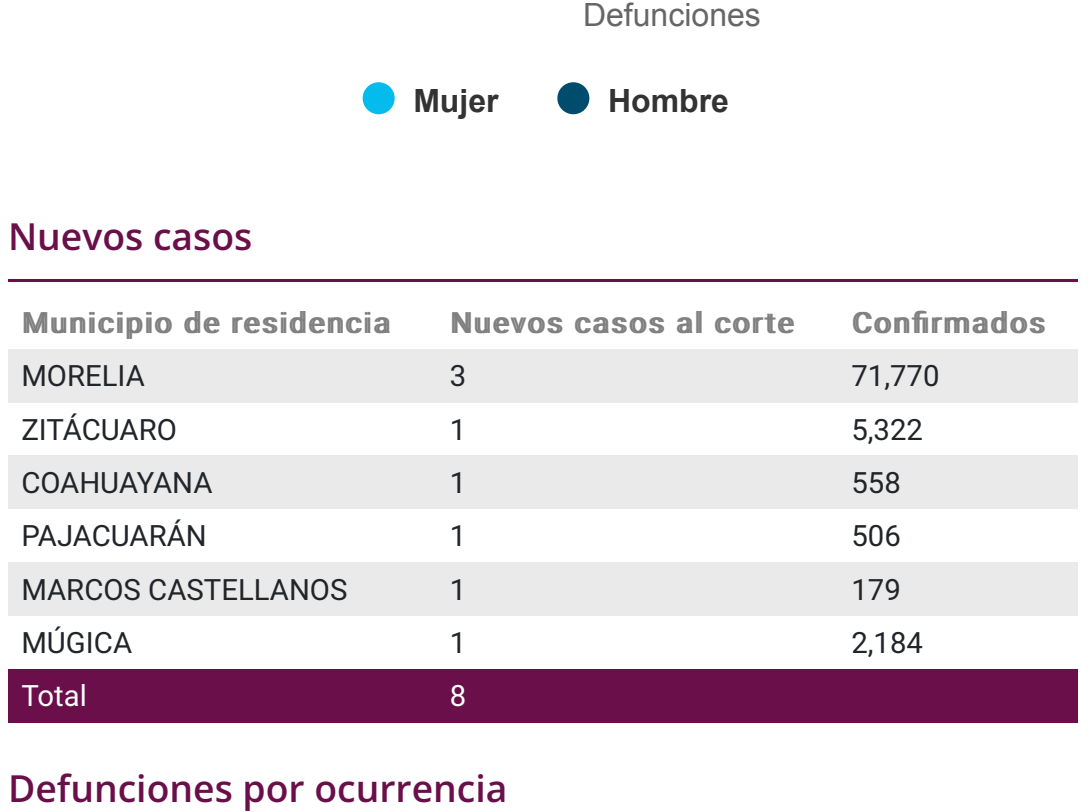 Defunciones
Mujer Hombre
Nuevos casos
Municipio de residencia Nuevos casos al corte Confirmados
MORELIA 3 71,770
ZITÁCUARO 1 5,322
COAHUAYANA 1 558
PAJACUARÁN 1 506
MARCOS CASTELLANOS 1 179
MÚGICA 1 2,184
Total 8
Defunciones por ocurrencia